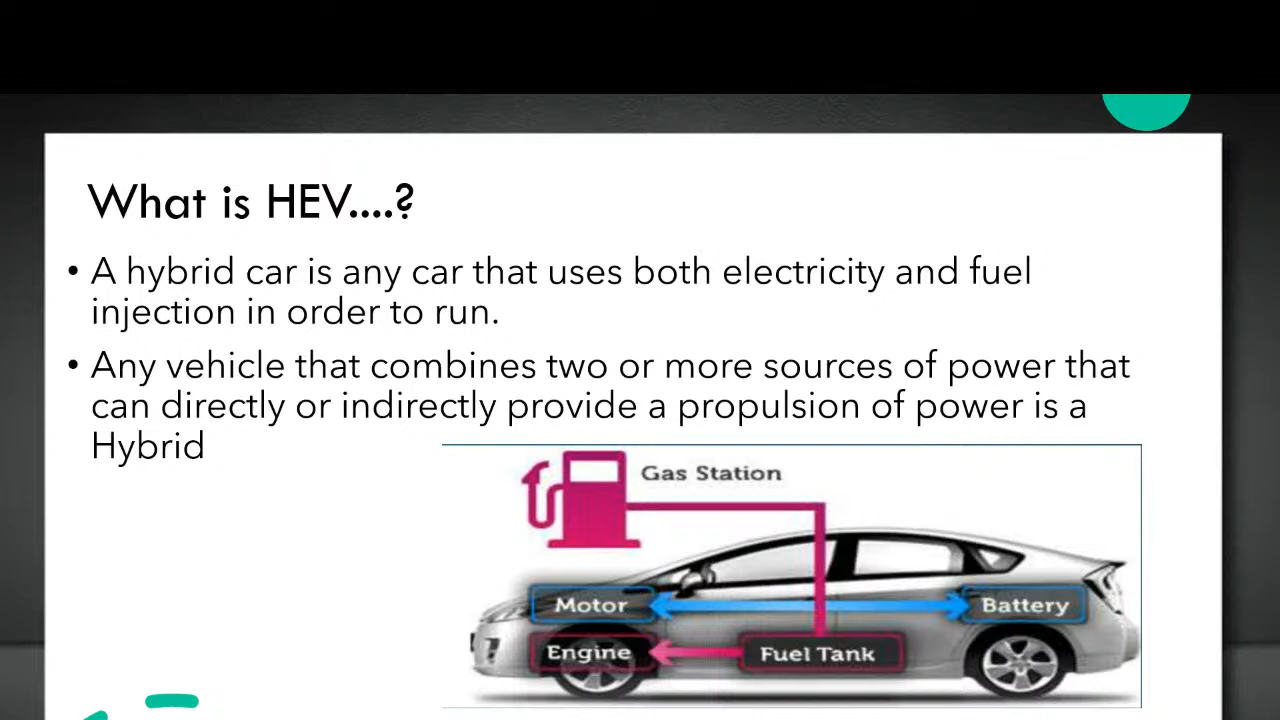 What is HEV....?
• A hybrid car is any car that uses both electricity and fuel
injection in order to run.
• Any vehicle that combines two or more sources of power that
can directly or indirectly provide a propulsion of power is a
Hybrid
Gas Station
Motor
Battery
Engine
Fuel Tank